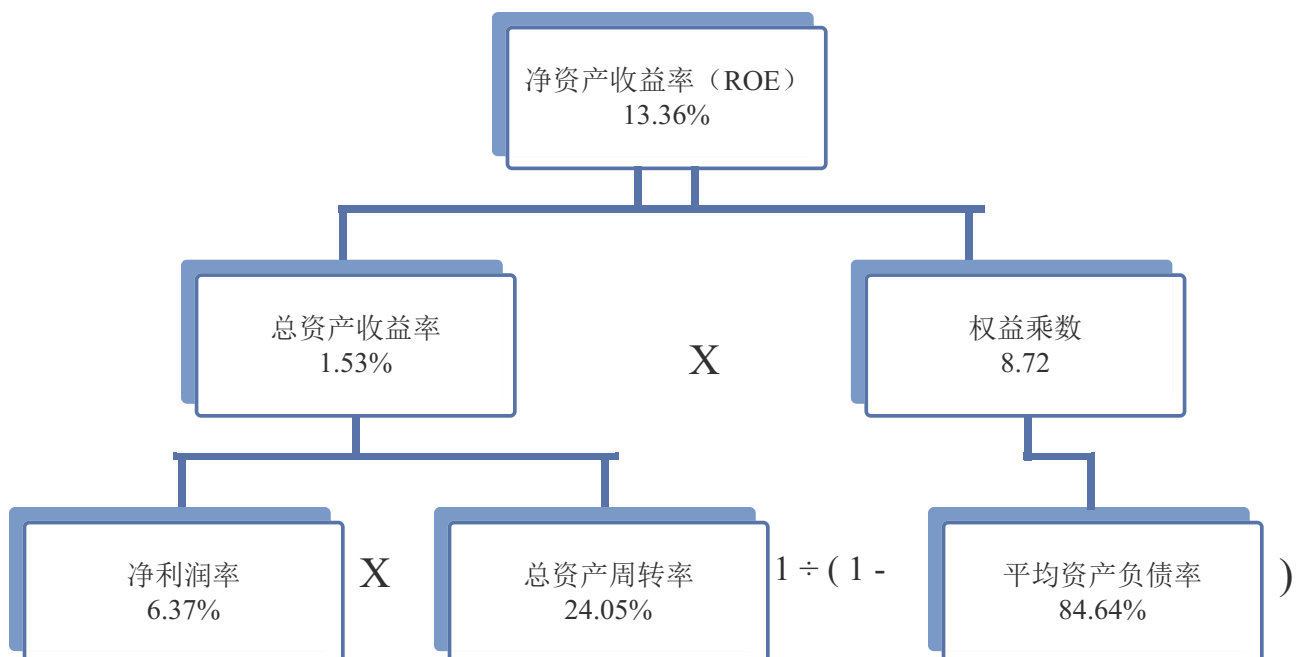 净资产收益率（ROE）
13.36%
总资产收益率
1.53%
X
权益乘数
8.72
净利润率
6.37%
X
总资产周转率
24.05%
1 ÷ ( 1 -
平均资产负债率
84.64%
)